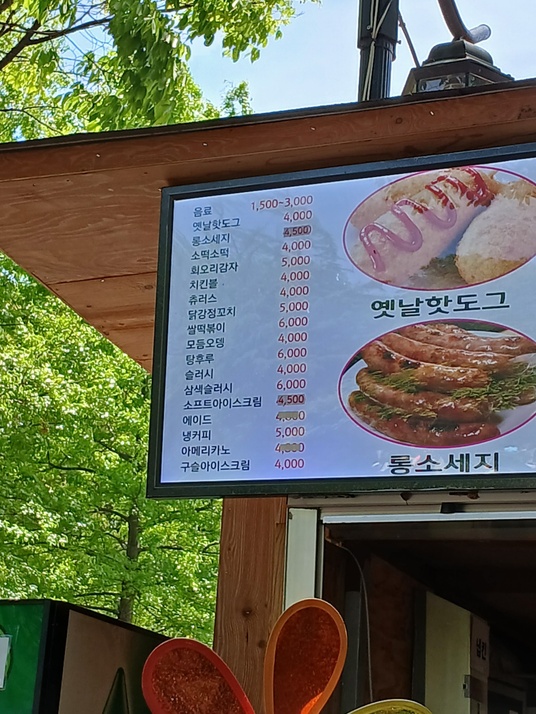 음료 1,500~3,000
옛날핫도그 4,000
롱소세지 4,500
소떡소떡 4,000
회오리감자 5,000
치킨볼 4,000
츄러스 4,000
닭강정꼬치 5,000
쌀떡볶이 6,000
모듬오뎅 4,000
탕후루 6,000
슬러시 4,000
삼색슬러시 6,000
소프트아이스크림 4,500
에이드
냉커피 5,000
아메리카노
구슬아이스크림 4,000
옛날핫도그
롱소세지